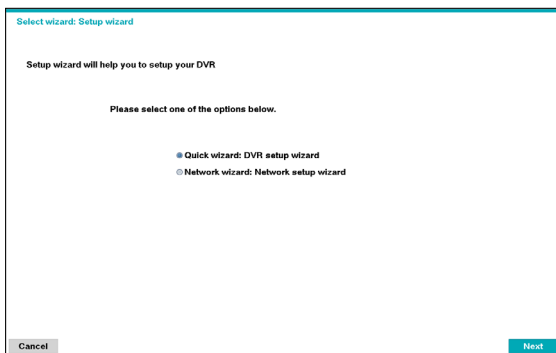 Select wizard: Setup wizard
Setup wizard will help you to setup your DVR
Please select one of the options below.
Quick wizard: DVR setup wizard
Network wizard: Network setup wizard
Cancel
Next